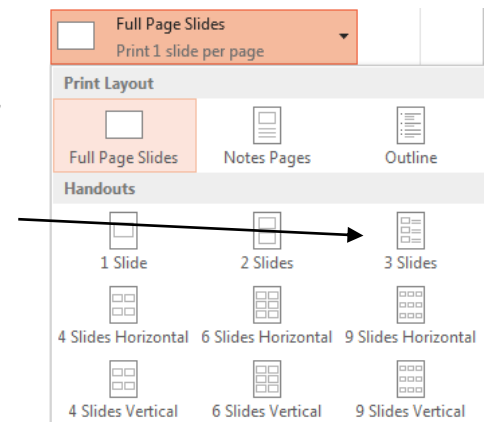 Full Page Slides
Print 1 slide per page
Print Layout
Full Page Slides Notes Pages Outline
Handouts
1 Slide 2 Slides 3 Slides
4 Slides Horizontal 6 Slides Horizontal 9 Slides Horizontal
4 Slides Vertical 6 Slides Vertical 9 Slides Vertical